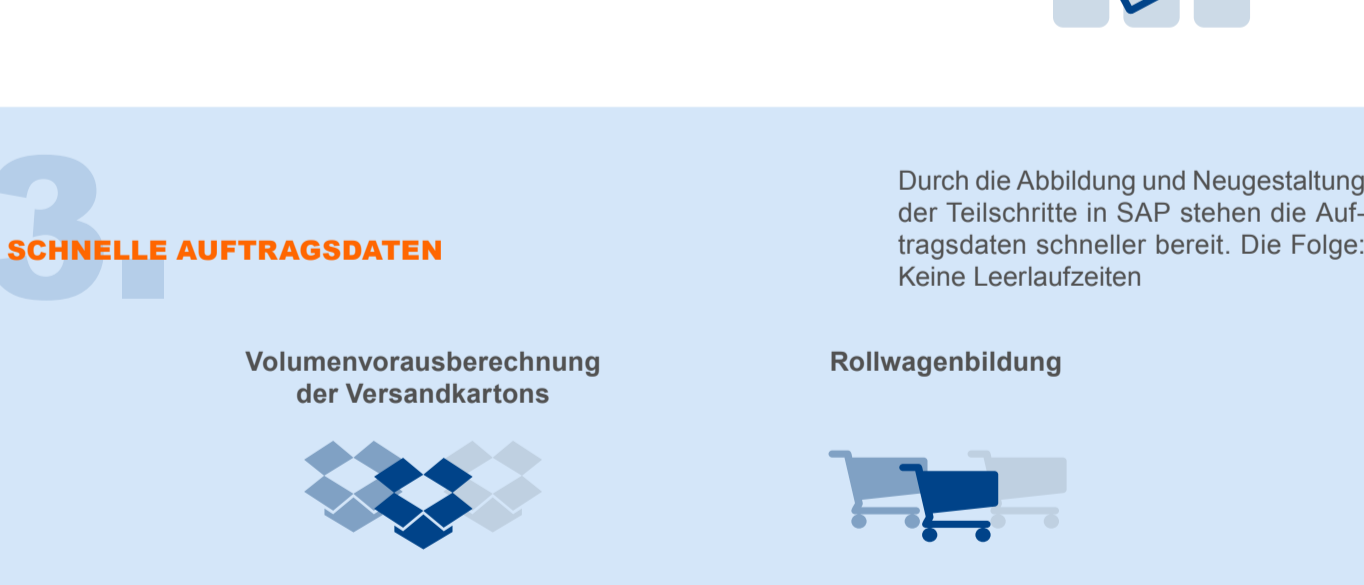 3.
SCHNELLE AUFTRAGSDATEN
Durch die Abbildung und Neugestaltung
der Teilschritte in SAP stehen die Auf-
tragsdaten schneller bereit. Die Folge:
Keine Leerlaufzeiten
Volumenvorausberechnung
der Versandkartons
Rollwagenbildung